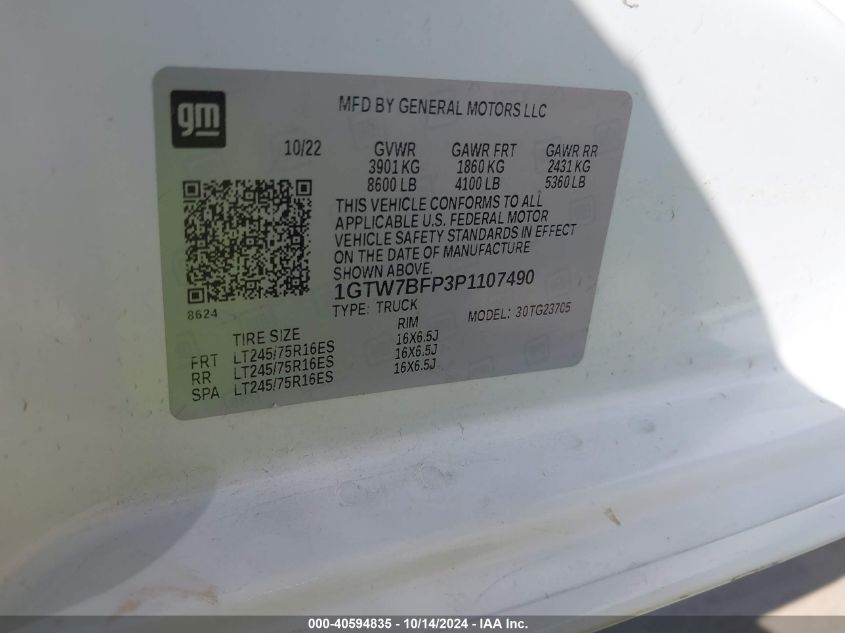 gm
MFD BY GENERAL MOTORS LLC
10/22 GVWR GAWR FRT GAWR RR
3901 KG 1860 KG 2431 KG
8600 LB 4100 LB 5360 LB
THIS VEHICLE CONFORMS TO ALL
APPLICABLE U.S. FEDERAL MOTOR
VEHICLE SAFETY STANDARDS IN EFFECT
ON THE DATE OF MANUFACTURE
SHOWN ABOVE.
1GTW7BFP3P1107490
8624
TYPE: TRUCK MODEL: 30TG23705
TIRE SIZE RIM
FRT LT245/75R16ES 16X6.5J
RR LT245/75R16ES 16X6.5J
SPA LT245/75R16ES 16X6.5J
000-40594835 - 10/14/2024 - IAA Inc.